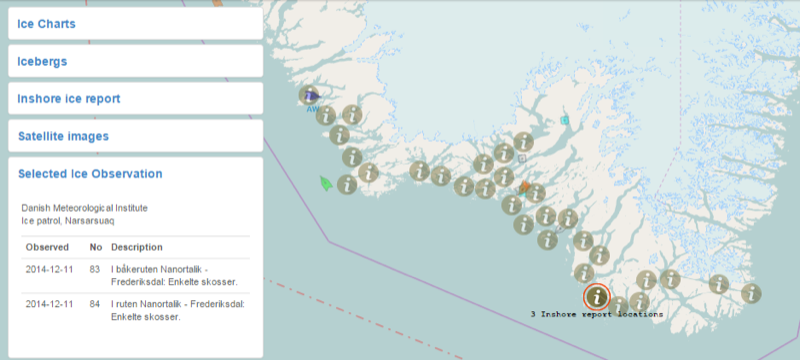 Ice Charts
Icebergs
Inshore ice report
Satellite images
Selected Ice Observation
Danish Meteorological Institute
Ice patrol, Narsarsuaq
Observed No Description
2014-12-11 83 I båkeruten Nanortalik -
Frederiksdal: Enkelte skosser.
2014-12-11 84 I ruten Nanortalik - Frederiksdal:
Enkelte skosser.
3 Inshore report locations